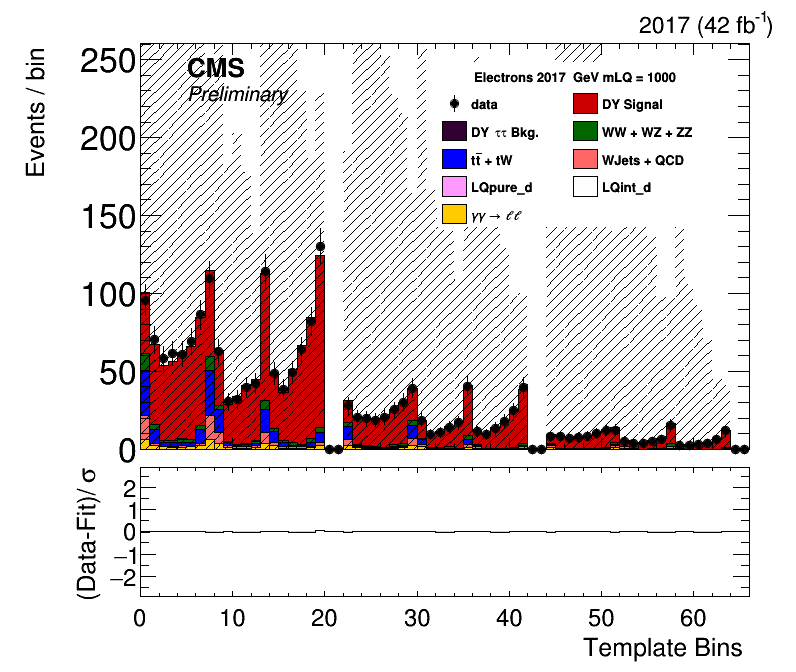 2017 (42 fb-1)
Events / bin
250
200
150
100
50
0
CMS
Preliminary
Electrons 2017 GeV mLQ = 1000
data
DY Signal
DY ττ Bkg.
WW + WZ + ZZ
tt̄ + tW
WJets + QCD
LQpure_d
LQint_d
γγ → ℓℓ
(Data-Fit)/ σ
2
1
0
−1
−2
0 10 20 30 40 50 60
Template Bins